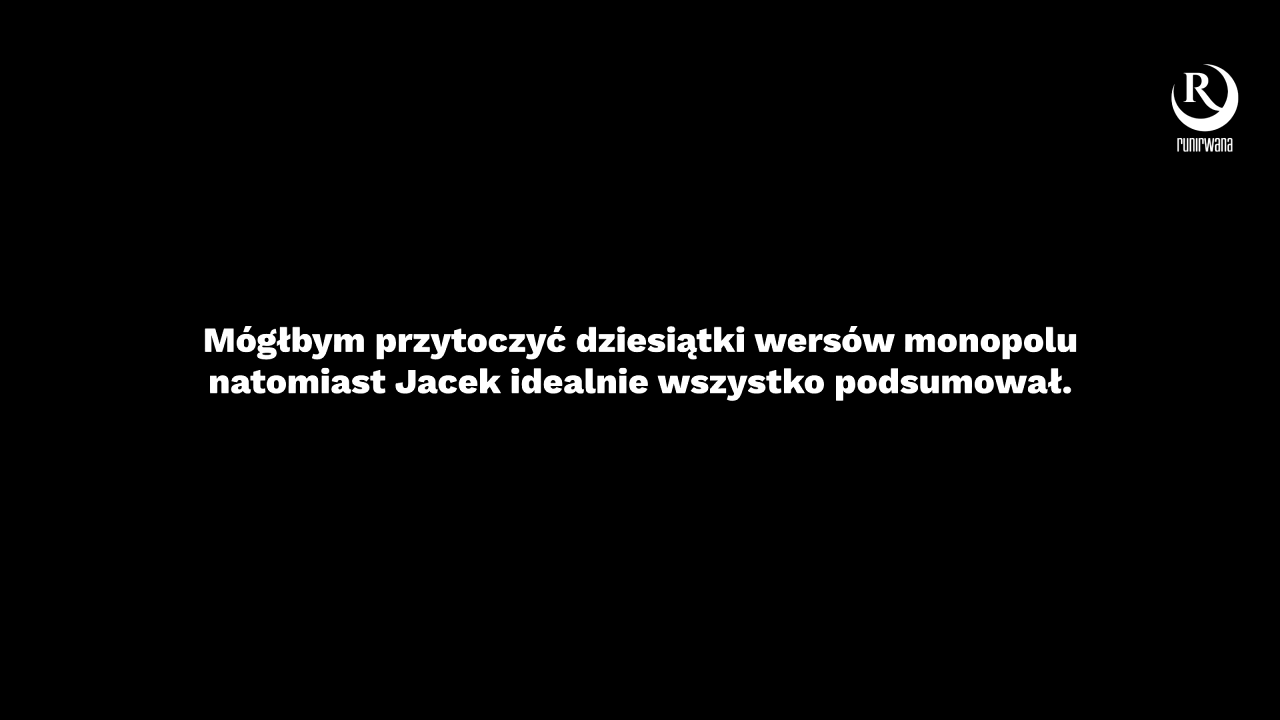 R
runirwana
Mógłbym przytoczyć dziesiątki wersów monopolu
natomiast Jacek idealnie wszystko podsumował.